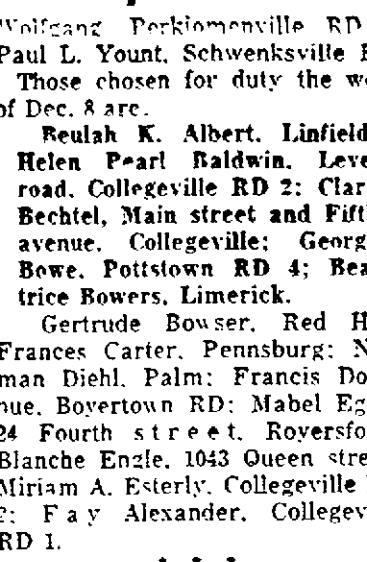 Wolfgang Perkiomenville RD
Paul L. Yount, Schwenksville
Those chosen for duty the we
of Dec. 8 are.
Beulah K. Albert, Linfield
Helen Pearl Baldwin, Leve
road, Collegeville RD 2; Clar
Bechtel, Main street and Fift
avenue, Collegeville; Georg
Bowe, Pottstown RD 4; Bea
trice Bowers, Limerick.
Gertrude Bowser, Red H
Frances Carter, Pennsburg; N
man Diehl, Palm; Francis Do
nue, Boyertown RD; Mabel Eg
24 Fourth street, Royersfo
Blanche Engle, 1043 Queen stre
Miriam A. Esterly, Collegeville
2; Fay Alexander, Collegev
RD 1.